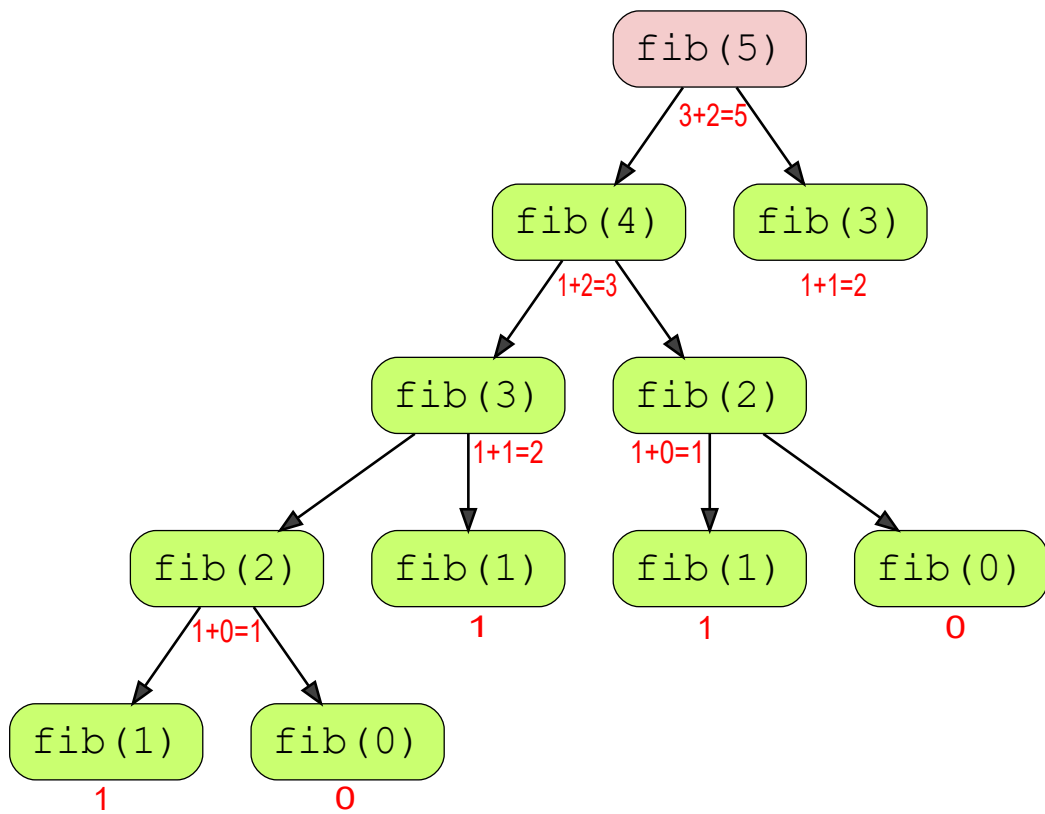 fib(5)
3+2=5
fib(4) fib(3)
1+2=3 1+1=2
fib(3) fib(2)
1+1=2 1+0=1
fib(2) fib(1) fib(1) fib(0)
1+0=1 1 1 0
fib(1) fib(0)
1 0